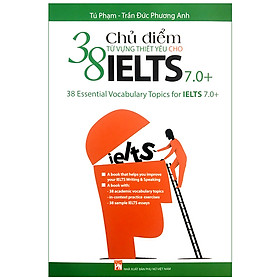 Tú Phạm - Trần Đức Phương Anh
38 Chủ điểm
TỪ VỰNG THIẾT YẾU CHO
IELTS 7.0+
38 Essential Vocabulary Topics for IELTS 7.0+
ielts
A book that helps you improve
your IELTS Writing & Speaking
A book with:
- 38 academic vocabulary topics
- in-context practice exercises
- 38 sample IELTS essays
NHÀ XUẤT BẢN PHỤ NỮ VIỆT NAM